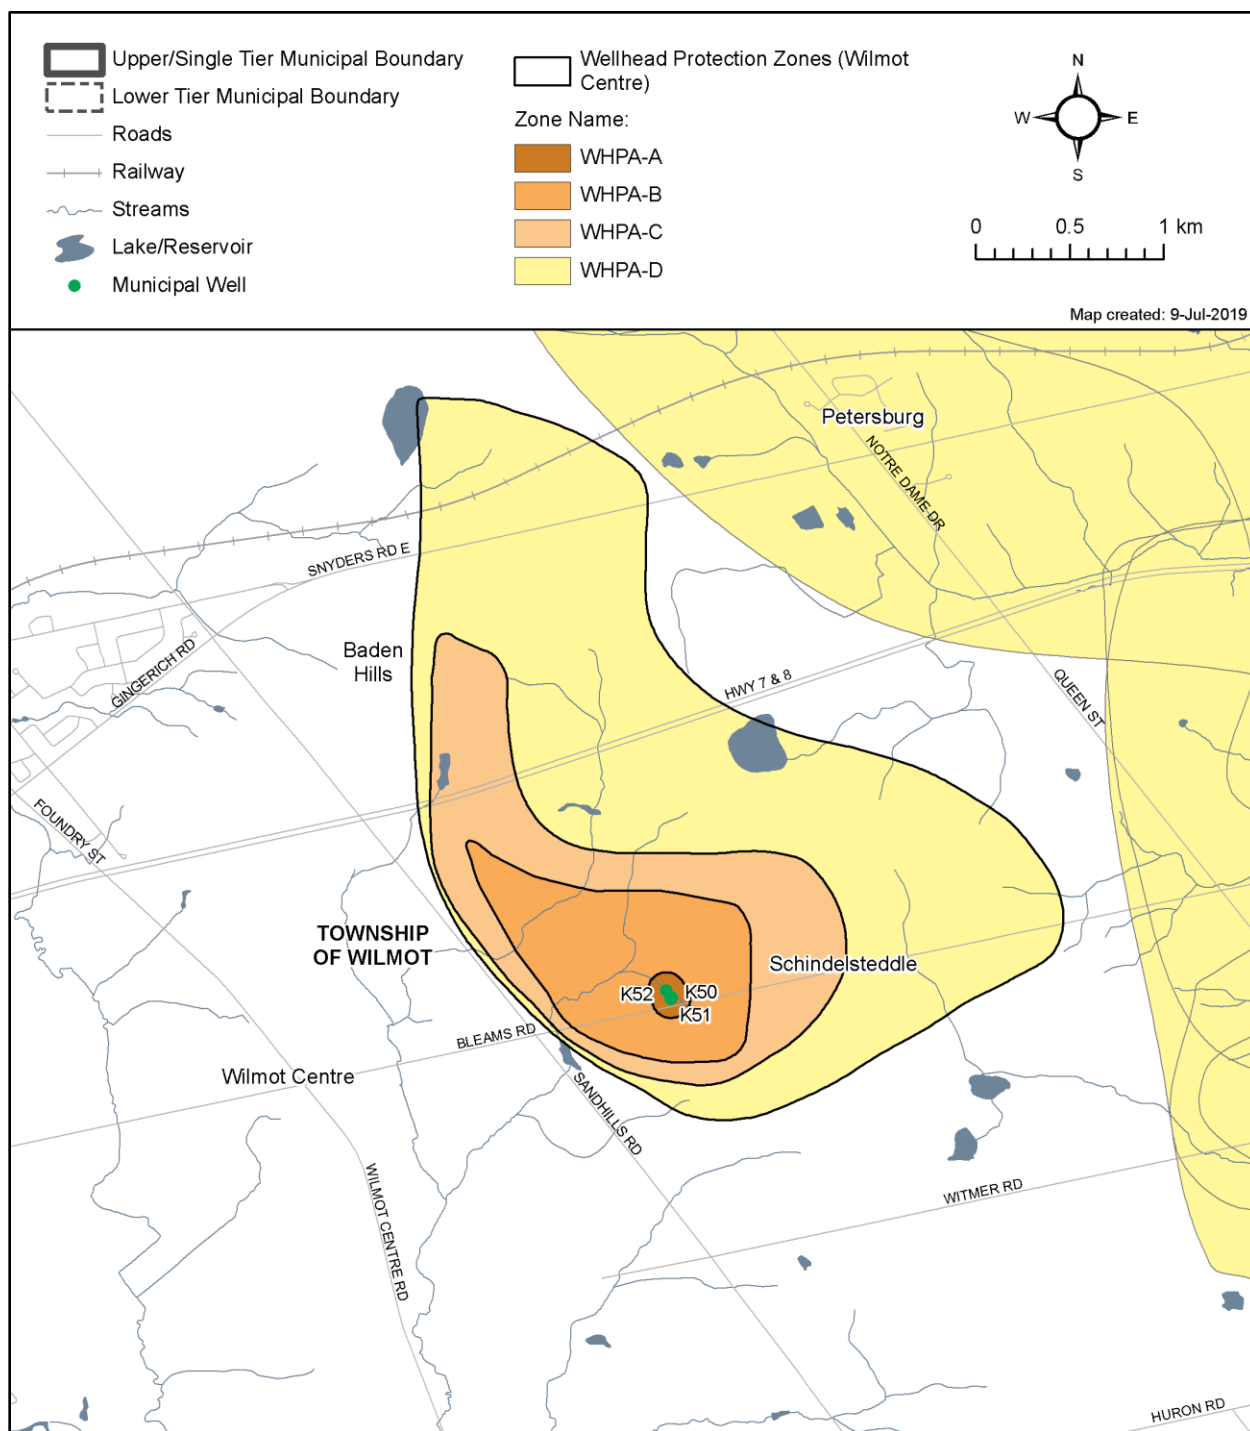 Upper/Single Tier Municipal Boundary
Lower Tier Municipal Boundary
Roads
Railway
Streams
Lake/Reservoir
Municipal Well
Wellhead Protection Zones (Wilmot
Centre)
Zone Name:
WHPA-A
WHPA-B
WHPA-C
WHPA-D
N
W
E
S
0 0.5 1 km
Map created: 9-Jul-2019
Petersburg
NOTRE DAME DR
SNYDERS RD E
Baden
Hills
GINGERICH RD
HWY 7 & 8
QUEEN ST
FOUNDRY ST
TOWNSHIP
OF WILMOT
Schindelsteddle
K52
K50
K51
BLEAMS RD
Wilmot Centre
SANDHILLS RD
WILMOT CENTRE RD
WITMER RD
HURON RD